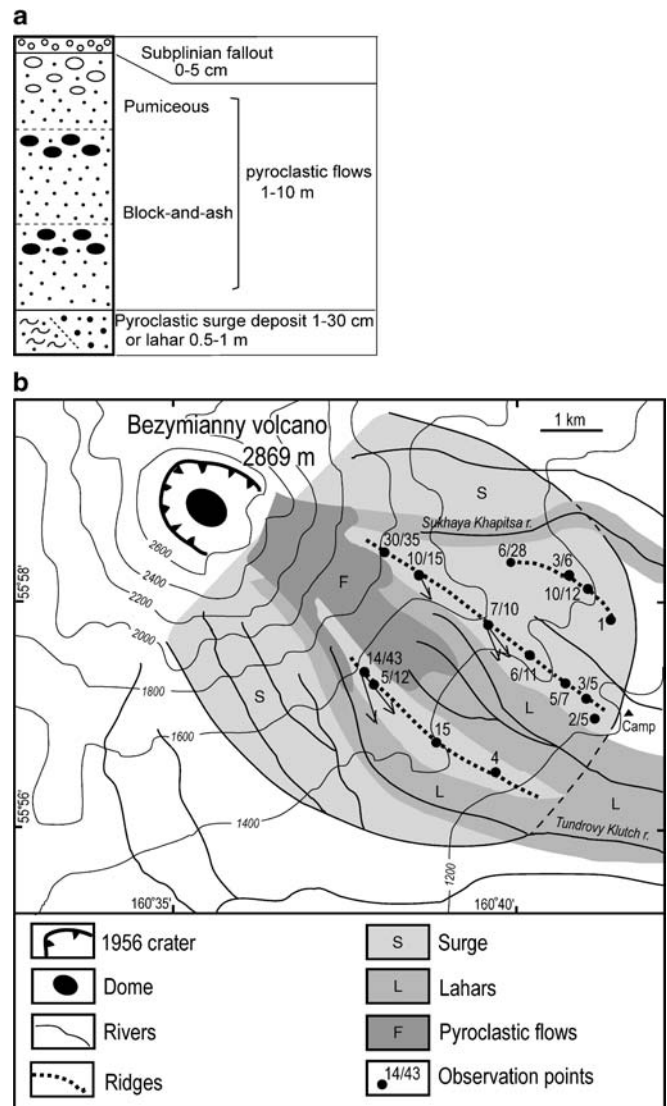 a
Subplinian fallout
0-5 cm
Pumiceous
pyroclastic flows
1-10 m
Block-and-ash
Pyroclastic surge deposit 1-30 cm
or lahar 0.5-1 m
b
Bezymianny volcano
2869 m
1 km
S
Sukhaya Khapitsa r.
2600
2400
2200
2000
1800
1600
1400
1200
30/35
10/15
6/28
3/6
10/12
1
55°58'
F
7/10
6/11
5/7
3/5
2/5
Camp
14/43
5/12
15
4
S
L
L
L
Tundrovy Klutch r.
55°56'
160°35'
160°40'
1956 crater
Dome
Rivers
Ridges
S Surge
L Lahars
F Pyroclastic flows
14/43 Observation points